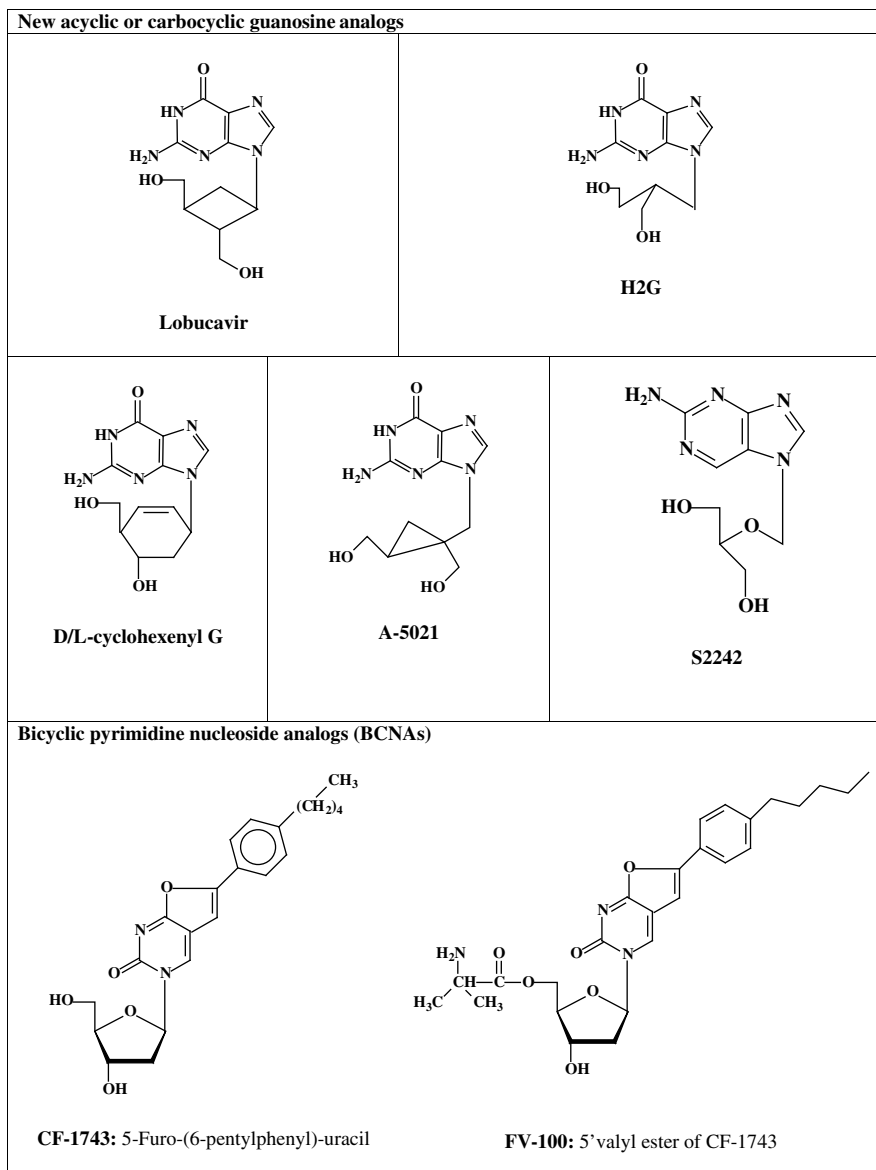 New acyclic or carbocyclic guanosine analogs
O
HN
N
H₂N
N
N
HO
OH
Lobucavir
O
HN
N
H₂N
N
N
HO
OH
H2G
O
HN
N
H₂N
N
N
HO
OH
D/L-cyclohexenyl G
O
HN
N
H₂N
N
N
HO
HO
A-5021
H₂N
N
N
N
N
HO
O
OH
S2242
Bicyclic pyrimidine nucleoside analogs (BCNAs)
CH₃
(CH₂)₄
O
N
O
N
HO
O
OH
CF-1743: 5-Furo-(6-pentylphenyl)-uracil
O
N
O
N
H₂N
O
CH
C
O
H₃C
CH₃
O
OH
FV-100: 5'valyl ester of CF-1743